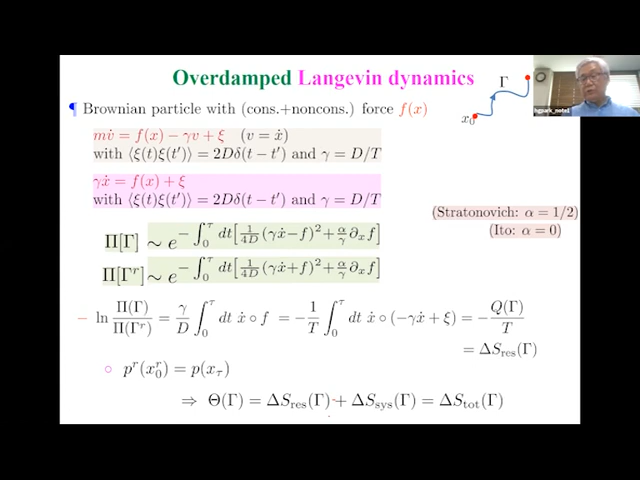 Overdamped Langevin dynamics
Γ
x₀
hgpark_note4
¶ Brownian particle with (cons.+noncons.) force f(x)
mv̇ = f(x) − γv + ξ (v = ẋ)
with ⟨ξ(t)ξ(t′)⟩ = 2Dδ(t − t′) and γ = D/T
γẋ = f(x) + ξ
with ⟨ξ(t)ξ(t′)⟩ = 2Dδ(t − t′) and γ = D/T
(Stratonovich: α = 1/2)
(Ito: α = 0)
Π[Γ] ∼ e^{−∫₀^τ dt[1/4D (γẋ−f)² + α/γ ∂ₓf]}
Π[Γʳ] ∼ e^{−∫₀^τ dt[1/4D (γẋ+f)² + α/γ ∂ₓf]}
− ln Π(Γ)/Π(Γʳ) = γ/D ∫₀^τ dt ẋ ∘ f = −1/T ∫₀^τ dt ẋ ∘ (−γẋ + ξ) = −Q(Γ)/T
= ΔS_res(Γ)
○ pʳ(x₀ʳ) = p(x_τ)
⇒ Θ(Γ) = ΔS_res(Γ) + ΔS_sys(Γ) = ΔS_tot(Γ)